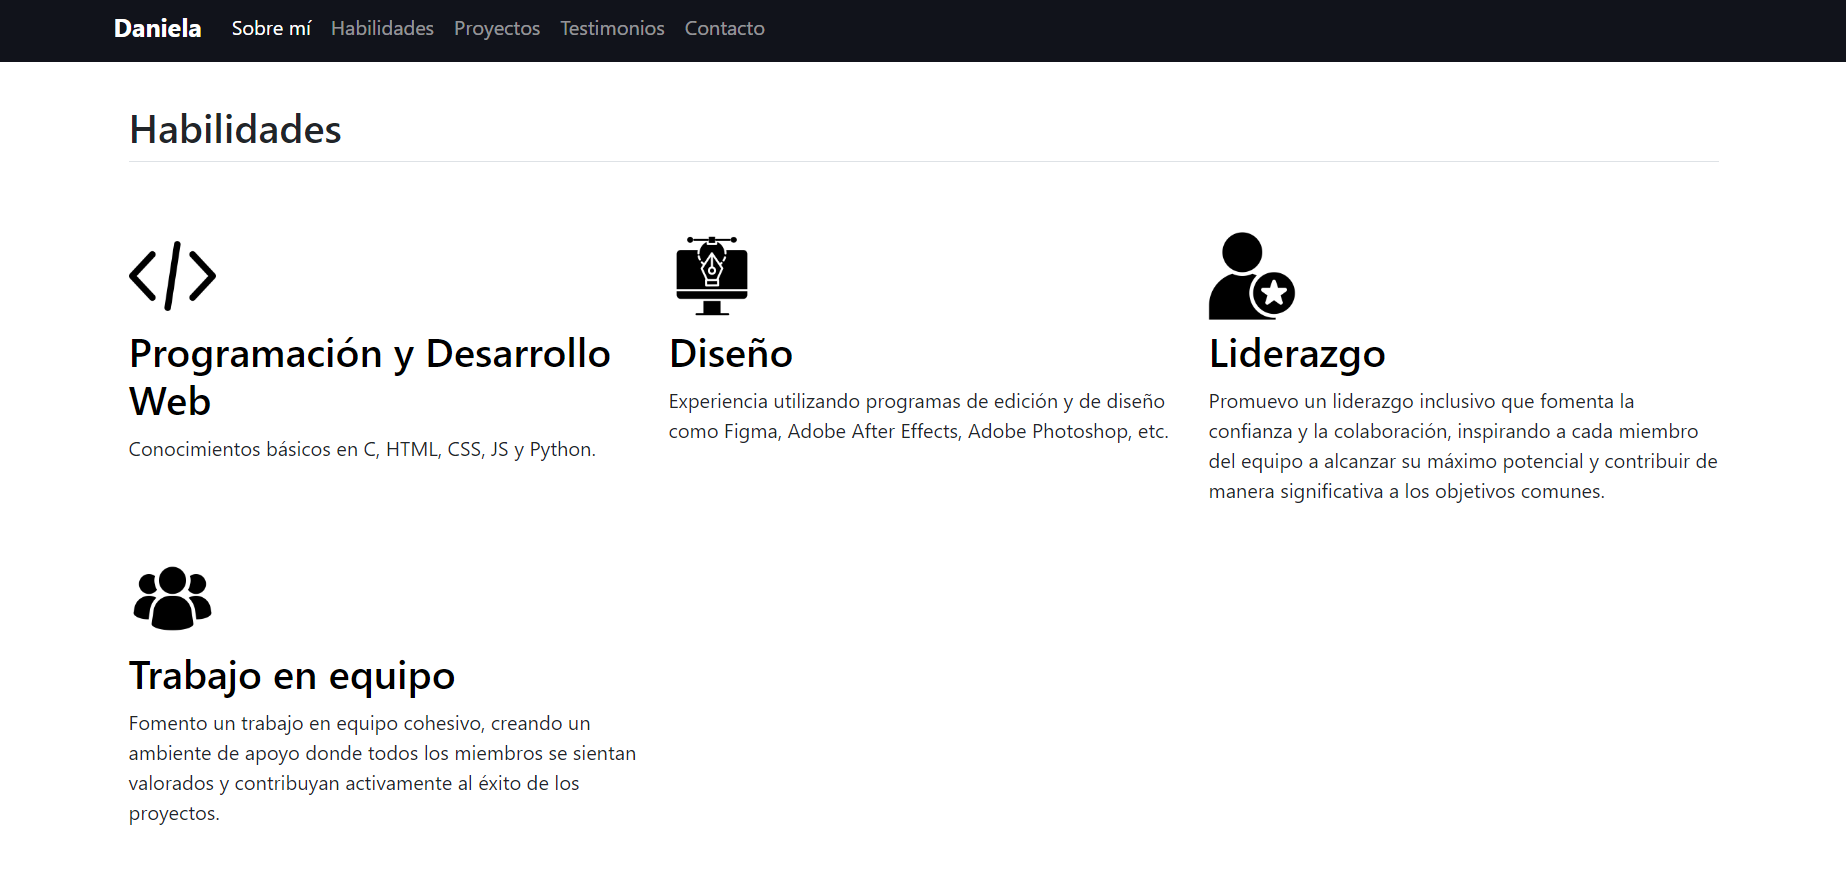 Daniela Sobre mí Habilidades Proyectos Testimonios Contacto
Habilidades
Programación y Desarrollo
Web
Conocimientos básicos en C, HTML, CSS, JS y Python.
Diseño
Experiencia utilizando programas de edición y de diseño
como Figma, Adobe After Effects, Adobe Photoshop, etc.
Liderazgo
Promuevo un liderazgo inclusivo que fomenta la
confianza y la colaboración, inspirando a cada miembro
del equipo a alcanzar su máximo potencial y contribuir de
manera significativa a los objetivos comunes.
Trabajo en equipo
Fomento un trabajo en equipo cohesivo, creando un
ambiente de apoyo donde todos los miembros se sientan
valorados y contribuyan activamente al éxito de los
proyectos.